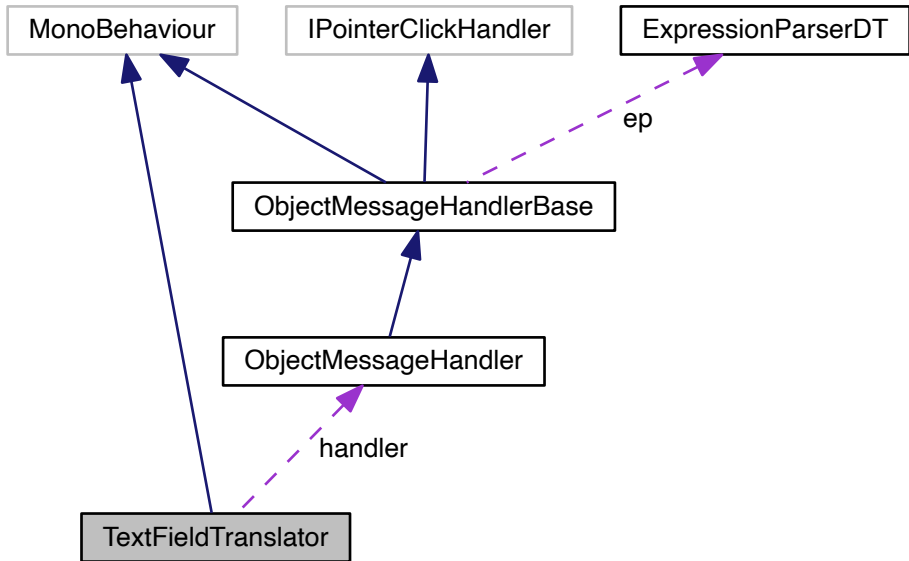 MonoBehaviour
IPointerClickHandler
ExpressionParserDT
ep
ObjectMessageHandlerBase
ObjectMessageHandler
handler
TextFieldTranslator